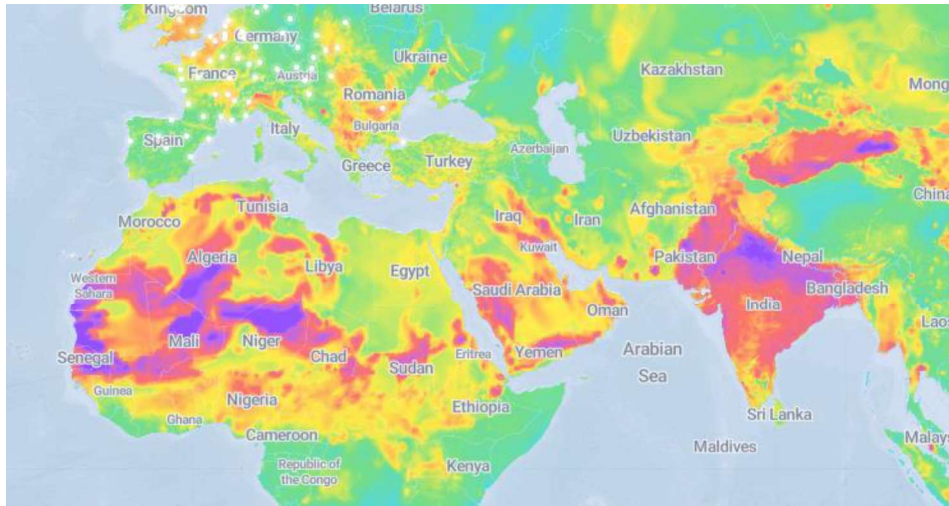 Kingdom
Belarus
Germany
Ukraine
Kazakhstan
France
Austria
Romania
Mong
Italy
Bulgaria
Spain
Uzbekistan
Azerbaijan
Greece
Turkey
China
Tunisia
Morocco
Iraq
Iran
Afghanistan
Kuwait
Algeria
Libya
Egypt
Pakistan
Nepal
Western
Sahara
Saudi Arabia
Bangladesh
India
Oman
Lao
Mali
Niger
Senegal
Chad
Sudan
Eritrea
Yemen
Arabian
Sea
Guinea
Nigeria
Ethiopia
Ghana
Sri Lanka
Cameroon
Maldives
Malays
Republic of
the Congo
Kenya